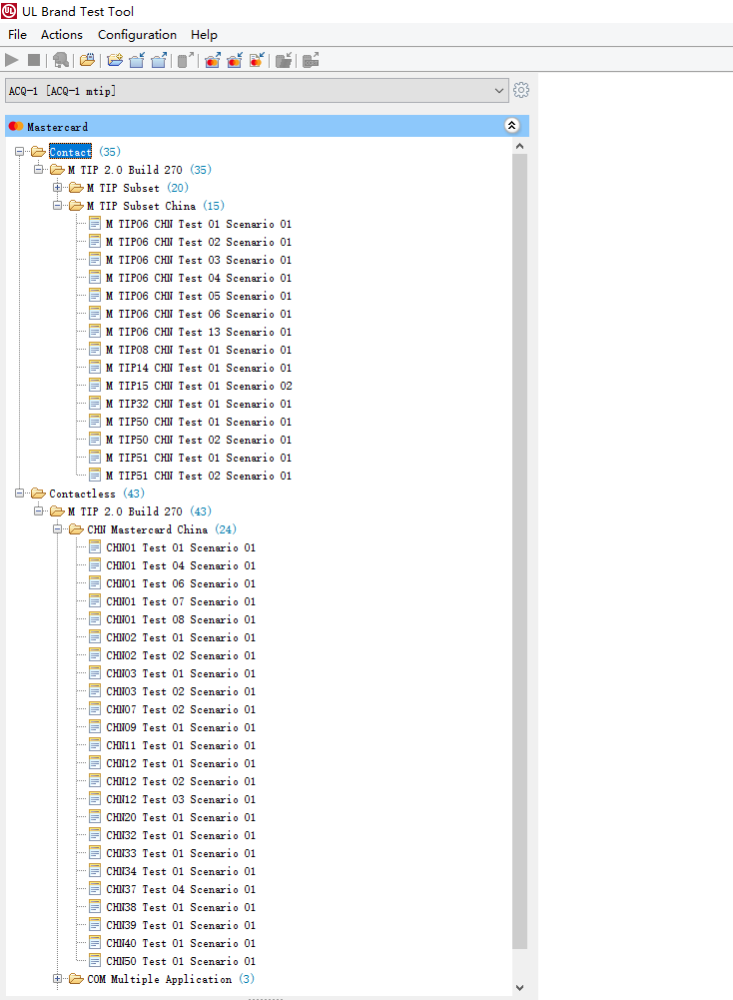 UL Brand Test Tool
File Actions Configuration Help
ACQ-1 [ACQ-1 mtip]
Mastercard
Contact (35)
M TIP 2.0 Build 270 (35)
M TIP Subset (20)
M TIP Subset China (15)
M TIP06 CHN Test 01 Scenario 01
M TIP06 CHN Test 02 Scenario 01
M TIP06 CHN Test 03 Scenario 01
M TIP06 CHN Test 04 Scenario 01
M TIP06 CHN Test 05 Scenario 01
M TIP06 CHN Test 06 Scenario 01
M TIP06 CHN Test 13 Scenario 01
M TIP08 CHN Test 01 Scenario 01
M TIP14 CHN Test 01 Scenario 01
M TIP15 CHN Test 01 Scenario 02
M TIP32 CHN Test 01 Scenario 01
M TIP50 CHN Test 01 Scenario 01
M TIP50 CHN Test 02 Scenario 01
M TIP51 CHN Test 01 Scenario 01
M TIP51 CHN Test 02 Scenario 01
Contactless (43)
M TIP 2.0 Build 270 (43)
CHN Mastercard China (24)
CHN01 Test 01 Scenario 01
CHN01 Test 04 Scenario 01
CHN01 Test 06 Scenario 01
CHN01 Test 07 Scenario 01
CHN01 Test 08 Scenario 01
CHN02 Test 01 Scenario 01
CHN02 Test 02 Scenario 01
CHN03 Test 01 Scenario 01
CHN03 Test 02 Scenario 01
CHN07 Test 02 Scenario 01
CHN09 Test 01 Scenario 01
CHN11 Test 01 Scenario 01
CHN12 Test 01 Scenario 01
CHN12 Test 02 Scenario 01
CHN12 Test 03 Scenario 01
CHN20 Test 01 Scenario 01
CHN32 Test 01 Scenario 01
CHN33 Test 01 Scenario 01
CHN34 Test 01 Scenario 01
CHN37 Test 04 Scenario 01
CHN38 Test 01 Scenario 01
CHN39 Test 01 Scenario 01
CHN40 Test 01 Scenario 01
CHN50 Test 01 Scenario 01
COM Multiple Application (3)